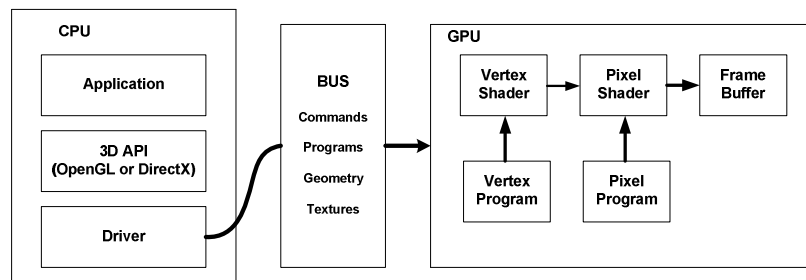 CPU
Application
3D API
(OpenGL or DirectX)
Driver
BUS
Commands
Programs
Geometry
Textures
GPU
Vertex
Shader
Pixel
Shader
Frame
Buffer
Vertex
Program
Pixel
Program